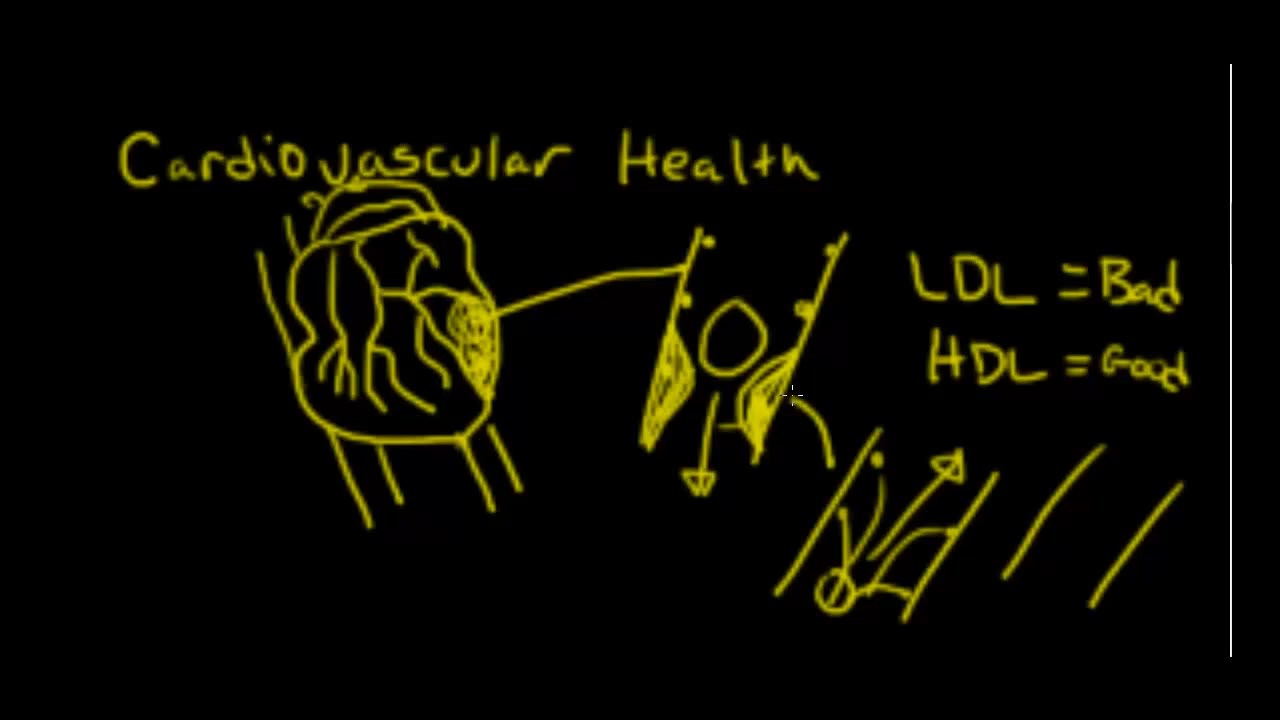 Cardiovascular Health
LDL = Bad
HDL = Good